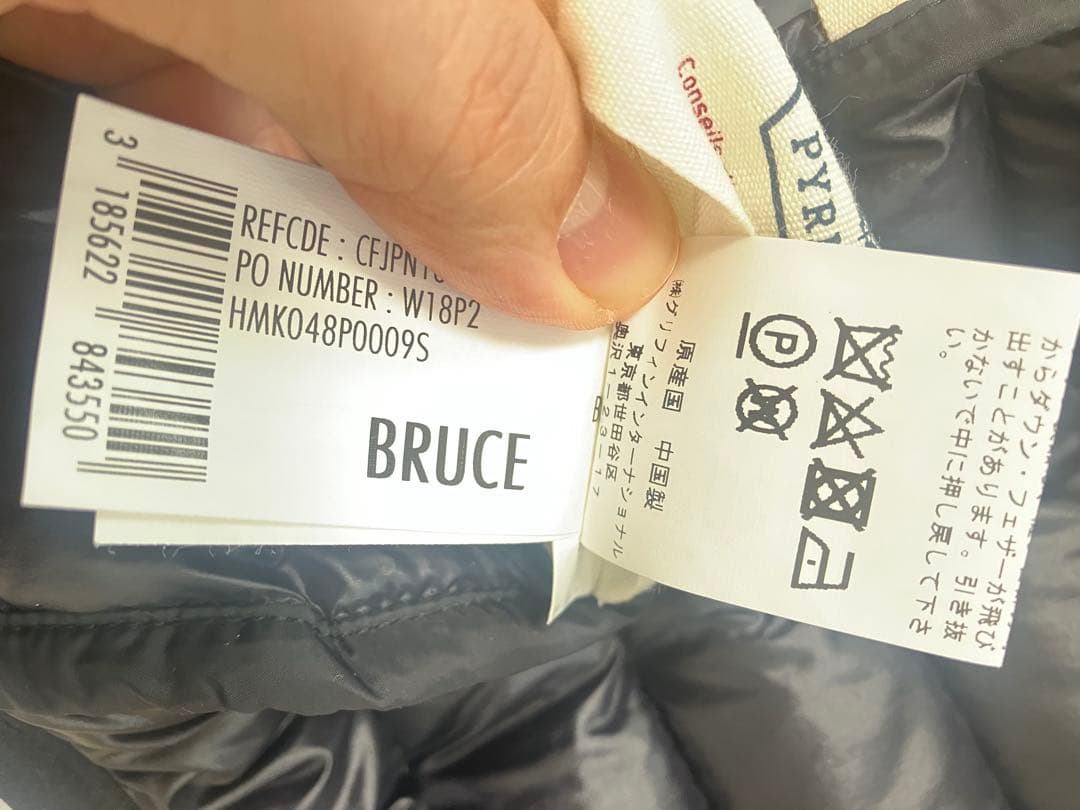 3 185622 843550
REFCDE : CFJPN
PO NUMBER : W18P2
HMK048P0009S
BRUCE
Conseils
PYR
からダウン・フェザーが飛び
出すことがあります。引き抜
かないで中に押し戻して下さ
い。
P
原産国 中国製
㈱グリフィンインターナショナル
東京都世田谷区
奥沢1-23-17